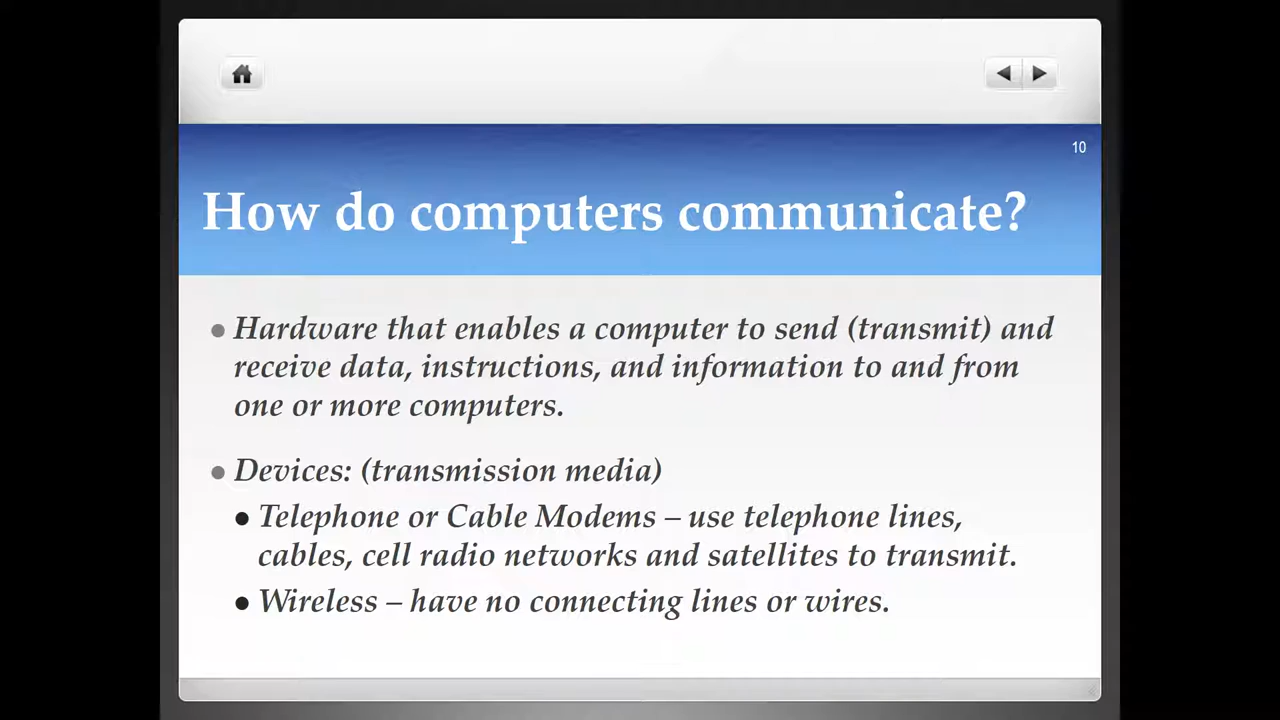 10
How do computers communicate?
● Hardware that enables a computer to send (transmit) and
receive data, instructions, and information to and from
one or more computers.
● Devices: (transmission media)
● Telephone or Cable Modems – use telephone lines,
cables, cell radio networks and satellites to transmit.
● Wireless – have no connecting lines or wires.